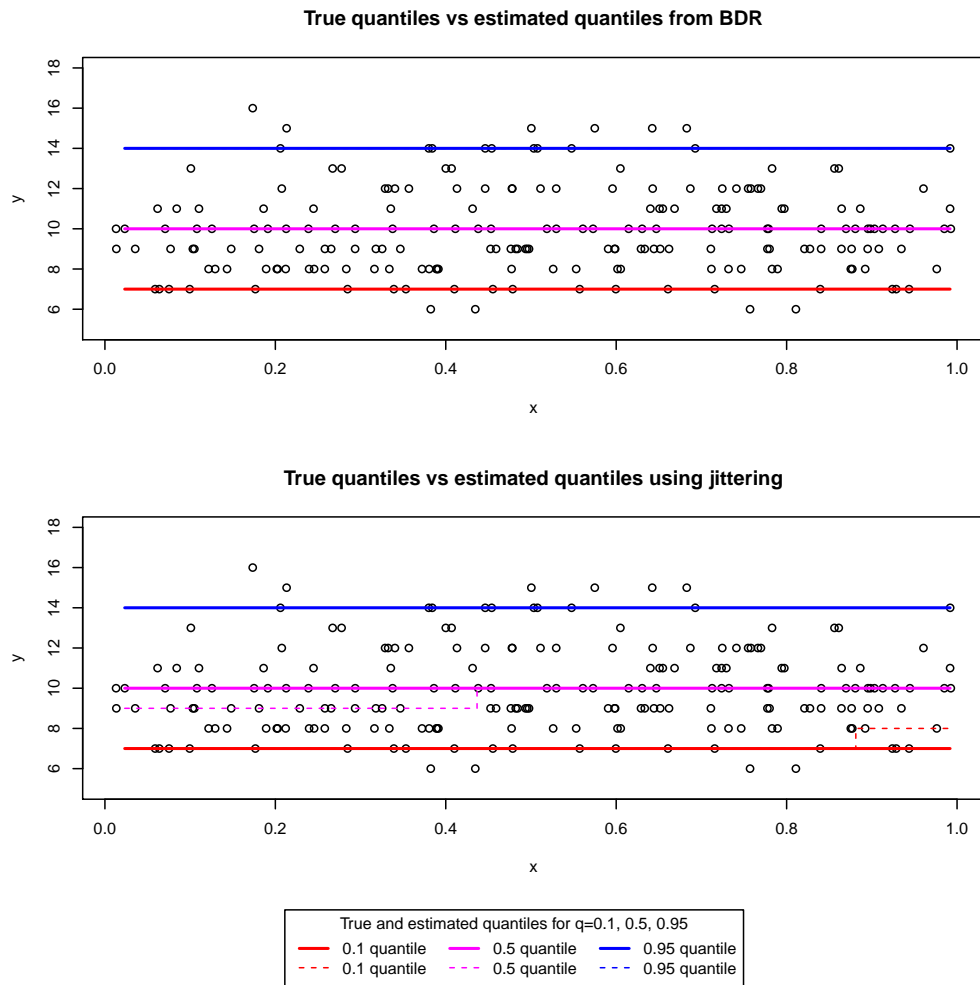 True quantiles vs estimated quantiles from BDR
18
16
14
12
10
8
6
y
0.0 0.2 0.4 0.6 0.8 1.0
x
True quantiles vs estimated quantiles using jittering
18
16
14
12
10
8
6
y
0.0 0.2 0.4 0.6 0.8 1.0
x
True and estimated quantiles for q=0.1, 0.5, 0.95
0.1 quantile 0.5 quantile 0.95 quantile
0.1 quantile 0.5 quantile 0.95 quantile